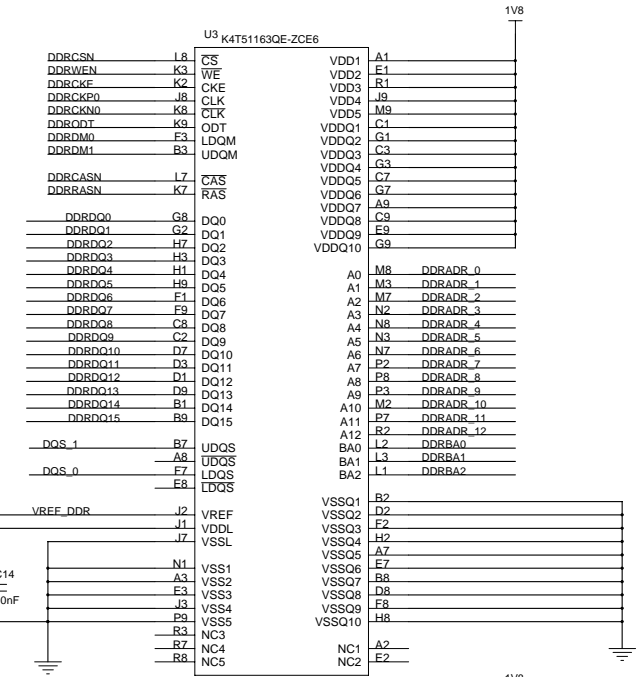 1V8
U3 K4T51163QE-ZCE6
DDRCSN L8 CS VDD1 A1
DDRWEN K3 WE VDD2 E1
DDRCKE K2 CKE VDD3 R1
DDRCKP0 J8 CLK VDD4 J9
DDRCKN0 K8 CLK VDD5 M9
DDRODT K9 ODT VDDQ1 C1
DDRDM0 F3 LDQM VDDQ2 G1
DDRDM1 B3 UDQM VDDQ3 C3
VDDQ4 G3
DDRCASN L7 CAS VDDQ5 C7
DDRRASN K7 RAS VDDQ6 G7
VDDQ7 A9
DDRDQ0 G8 DQ0 VDDQ8 C9
DDRDQ1 G2 DQ1 VDDQ9 E9
DDRDQ2 H7 DQ2 VDDQ10 G9
DDRDQ3 H3 DQ3
DDRDQ4 H1 DQ4 A0 M8 DDRADR_0
DDRDQ5 H9 DQ5 A1 M3 DDRADR_1
DDRDQ6 F1 DQ6 A2 M7 DDRADR_2
DDRDQ7 F9 DQ7 A3 N2 DDRADR_3
DDRDQ8 C8 DQ8 A4 N8 DDRADR_4
DDRDQ9 C2 DQ9 A5 N3 DDRADR_5
DDRDQ10 D7 DQ10 A6 N7 DDRADR_6
DDRDQ11 D3 DQ11 A7 P2 DDRADR_7
DDRDQ12 D1 DQ12 A8 P8 DDRADR_8
DDRDQ13 D9 DQ13 A9 P3 DDRADR_9
DDRDQ14 B1 DQ14 A10 M2 DDRADR_10
DDRDQ15 B9 DQ15 A11 P7 DDRADR_11
A12 R2 DDRADR_12
DQS_1 B7 UDQS BA0 L2 DDRBA0
A8 UDQS BA1 L3 DDRBA1
DQS_0 F7 LDQS BA2 L1 DDRBA2
E8 LDQS
VSSQ1 B2
VREF_DDR J2 VREF VSSQ2 D2
J1 VDDL VSSQ3 F2
J7 VSSL VSSQ4 H2
VSSQ5 A7
N1 VSS1 VSSQ6 E7
A3 VSS2 VSSQ7 B8
E3 VSS3 VSSQ8 D8
J3 VSS4 VSSQ9 F8
P9 VSS5 VSSQ10 H8
R3 NC3
R7 NC4 NC1 A2
R8 NC5 NC2 E2